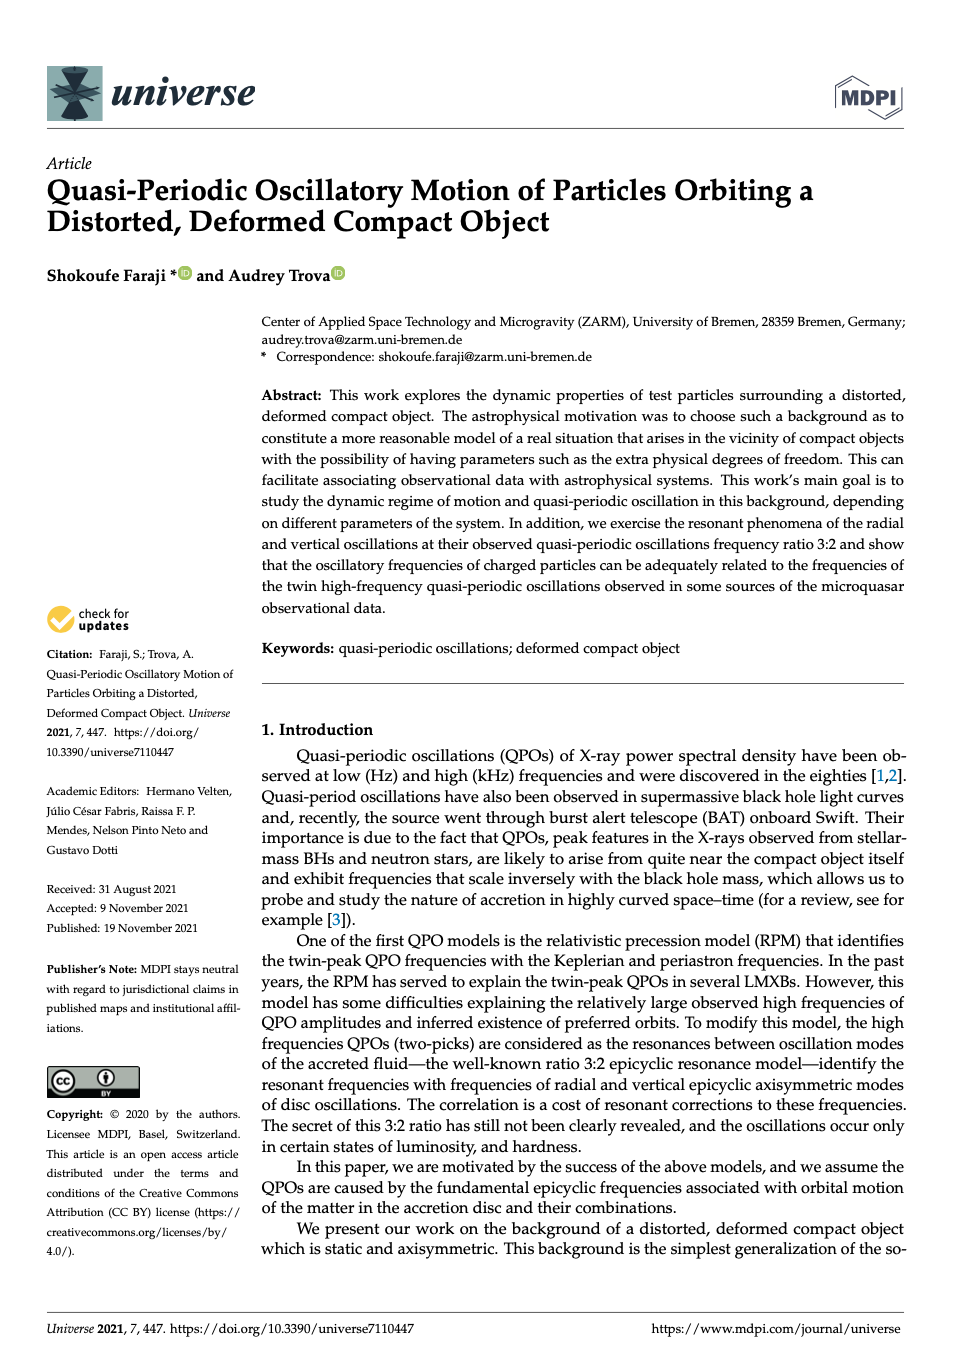 universe
MDPI
Article
Quasi-Periodic Oscillatory Motion of Particles Orbiting a
Distorted, Deformed Compact Object
Shokoufe Faraji * iD and Audrey Trova iD
Center of Applied Space Technology and Microgravity (ZARM), University of Bremen, 28359 Bremen, Germany;
audrey.trova@zarm.uni-bremen.de
* Correspondence: shokoufe.faraji@zarm.uni-bremen.de
Abstract: This work explores the dynamic properties of test particles surrounding a distorted,
deformed compact object. The astrophysical motivation was to choose such a background as to
constitute a more reasonable model of a real situation that arises in the vicinity of compact objects
with the possibility of having parameters such as the extra physical degrees of freedom. This can
facilitate associating observational data with astrophysical systems. This work's main goal is to
study the dynamic regime of motion and quasi-periodic oscillation in this background, depending
on different parameters of the system. In addition, we exercise the resonant phenomena of the radial
and vertical oscillations at their observed quasi-periodic oscillations frequency ratio 3:2 and show
that the oscillatory frequencies of charged particles can be adequately related to the frequencies of
the twin high-frequency quasi-periodic oscillations observed in some sources of the microquasar
observational data.
Keywords: quasi-periodic oscillations; deformed compact object
check for
updates
Citation: Faraji, S.; Trova, A.
Quasi-Periodic Oscillatory Motion of
Particles Orbiting a Distorted,
Deformed Compact Object. Universe
2021, 7, 447. https://doi.org/
10.3390/universe7110447
Academic Editors: Hermano Velten,
Júlio César Fabris, Raissa F. P.
Mendes, Nelson Pinto Neto and
Gustavo Dotti
Received: 31 August 2021
Accepted: 9 November 2021
Published: 19 November 2021
Publisher's Note: MDPI stays neutral
with regard to jurisdictional claims in
published maps and institutional affil-
iations.
cc BY
Copyright: © 2020 by the authors.
Licensee MDPI, Basel, Switzerland.
This article is an open access article
distributed under the terms and
conditions of the Creative Commons
Attribution (CC BY) license (https://
creativecommons.org/licenses/by/
4.0/).
1. Introduction
Quasi-periodic oscillations (QPOs) of X-ray power spectral density have been ob-
served at low (Hz) and high (kHz) frequencies and were discovered in the eighties [1,2].
Quasi-period oscillations have also been observed in supermassive black hole light curves
and, recently, the source went through burst alert telescope (BAT) onboard Swift. Their
importance is due to the fact that QPOs, peak features in the X-rays observed from stellar-
mass BHs and neutron stars, are likely to arise from quite near the compact object itself
and exhibit frequencies that scale inversely with the black hole mass, which allows us to
probe and study the nature of accretion in highly curved space–time (for a review, see for
example [3]).
One of the first QPO models is the relativistic precession model (RPM) that identifies
the twin-peak QPO frequencies with the Keplerian and periastron frequencies. In the past
years, the RPM has served to explain the twin-peak QPOs in several LMXBs. However, this
model has some difficulties explaining the relatively large observed high frequencies of
QPO amplitudes and inferred existence of preferred orbits. To modify this model, the high
frequencies QPOs (two-picks) are considered as the resonances between oscillation modes
of the accreted fluid—the well-known ratio 3:2 epicyclic resonance model—identify the
resonant frequencies with frequencies of radial and vertical epicyclic axisymmetric modes
of disc oscillations. The correlation is a cost of resonant corrections to these frequencies.
The secret of this 3:2 ratio has still not been clearly revealed, and the oscillations occur only
in certain states of luminosity, and hardness.
In this paper, we are motivated by the success of the above models, and we assume the
QPOs are caused by the fundamental epicyclic frequencies associated with orbital motion
of the matter in the accretion disc and their combinations.
We present our work on the background of a distorted, deformed compact object
which is static and axisymmetric. This background is the simplest generalization of the so-
Universe 2021, 7, 447. https://doi.org/10.3390/universe7110447
https://www.mdpi.com/journal/universe